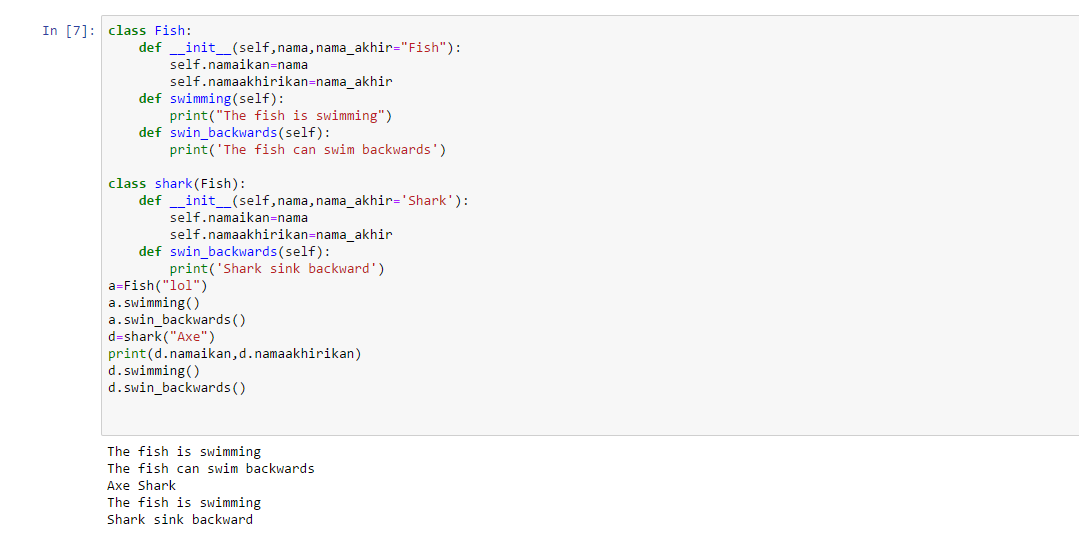 In [7]: class Fish:
    def __init__(self,nama,nama_akhir="Fish"):
        self.namaikan=nama
        self.namaakhirikan=nama_akhir
    def swimming(self):
        print("The fish is swimming")
    def swin_backwards(self):
        print('The fish can swim backwards')

class shark(Fish):
    def __init__(self,nama,nama_akhir='Shark'):
        self.namaikan=nama
        self.namaakhirikan=nama_akhir
    def swin_backwards(self):
        print('Shark sink backward')
a=Fish("lol")
a.swimming()
a.swin_backwards()
d=shark("Axe")
print(d.namaikan,d.namaakhirikan)
d.swimming()
d.swin_backwards()

The fish is swimming
The fish can swim backwards
Axe Shark
The fish is swimming
Shark sink backward